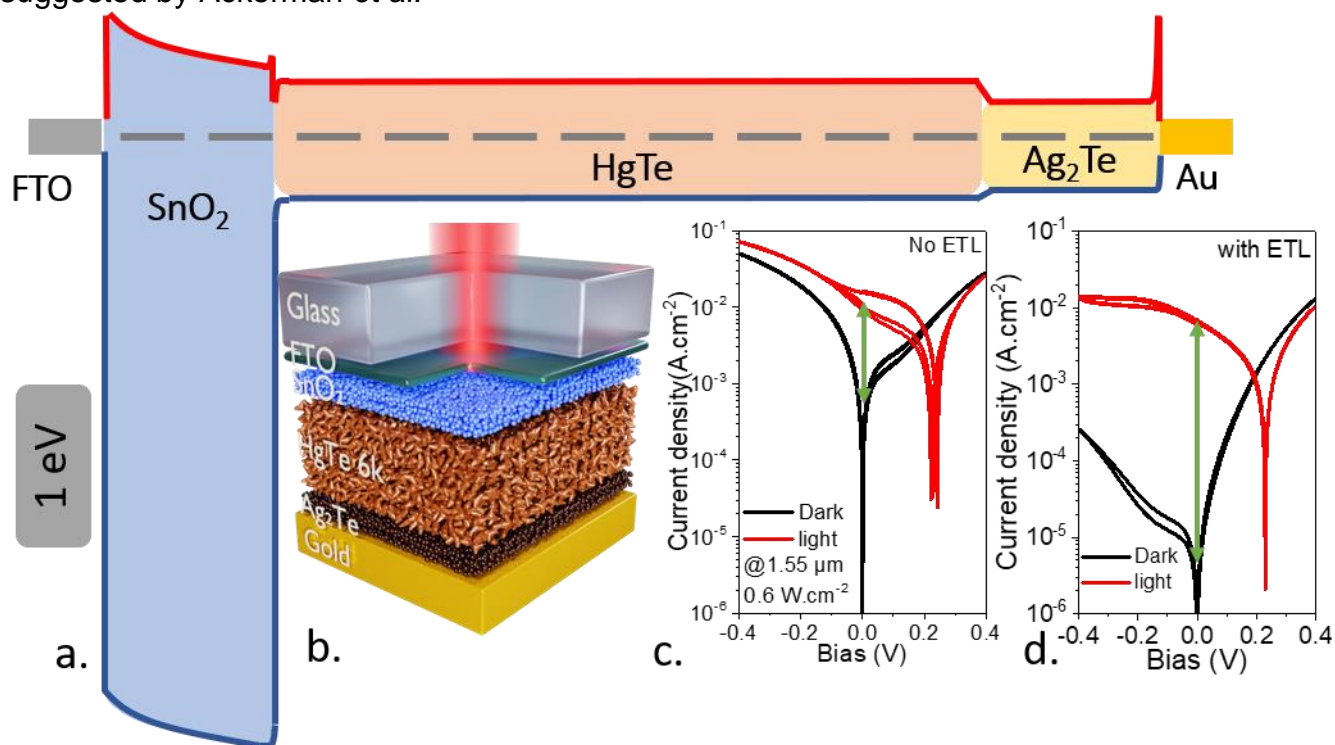 suggested by Ackerman et al.
FTO
SnO2
HgTe
Ag2Te
Au
1 eV
Glass
FTO
SnO2
HgTe 6k
Ag2Te
Gold
a.
b.
10-1
10-2
10-3
10-4
10-5
10-6
Current density(A.cm-2)
No ETL
Dark
light
@1.55 µm
0.6 W.cm-2
-0.4 -0.2 0.0 0.2 0.4
Bias (V)
c.
10-1
10-2
10-3
10-4
10-5
10-6
Current density (A.cm-2)
with ETL
Dark
light
-0.4 -0.2 0.0 0.2 0.4
Bias (V)
d.